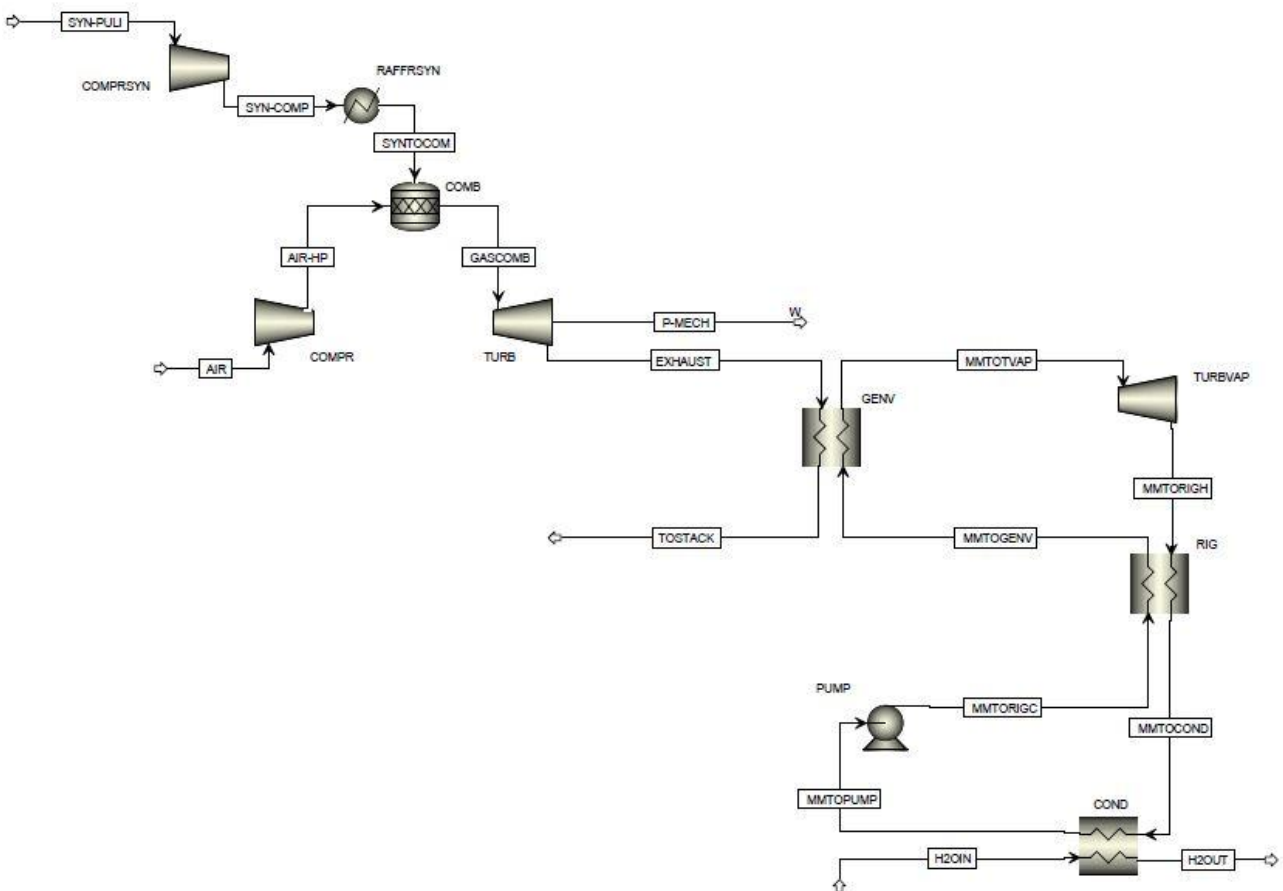 SYN-PULI
COMPRSYN
RAFFRSYN
SYN-COMP
SYNTOCOM
COMB
AIR-HP
GASCOMB
W
P-MECH
COMPR
TURB
AIR
EXHAUST
MMTOTVAP
TURBVAP
GENV
MMTORIGH
TOSTACK
MMTOGENV
RIG
PUMP
MMTORIGC
MMTOCOND
MMTOPUMP
COND
H2OIN
H2OUT